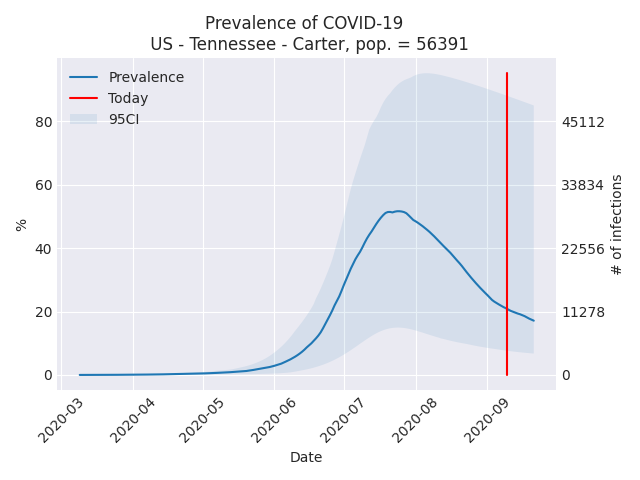 Prevalence of COVID-19
US - Tennessee - Carter, pop. = 56391
Prevalence
Today
95CI
%
80
60
40
20
0
45112
33834
22556
11278
0
# of infections
2020-03
2020-04
2020-05
2020-06
2020-07
2020-08
2020-09
Date